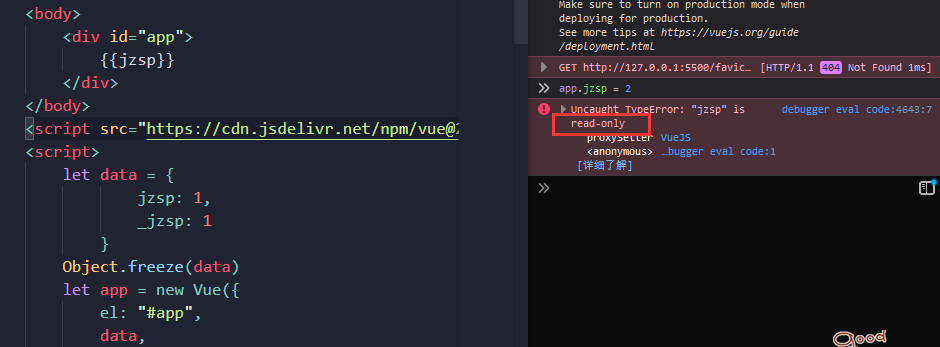 <body>
<div id="app">
{{jzsp}}
</div>
</body>
<script src="https://cdn.jsdelivr.net/npm/vue@2
<script>
let data = {
jzsp: 1,
_jzsp: 1
}
Object.freeze(data)
let app = new Vue({
el: "#app",
data,
Make sure to turn on production mode when
deploying for production.
See more tips at https://vuejs.org/guide
/deployment.html
GET http://127.0.0.1:5500/favic… [HTTP/1.1 404 Not Found 1ms]
app.jzsp = 2
Uncaught TypeError: "jzsp" is debugger eval code:4643:7
read-only
proxySetter VueJS
<anonymous> …bugger eval code:1
[详细了解]
good